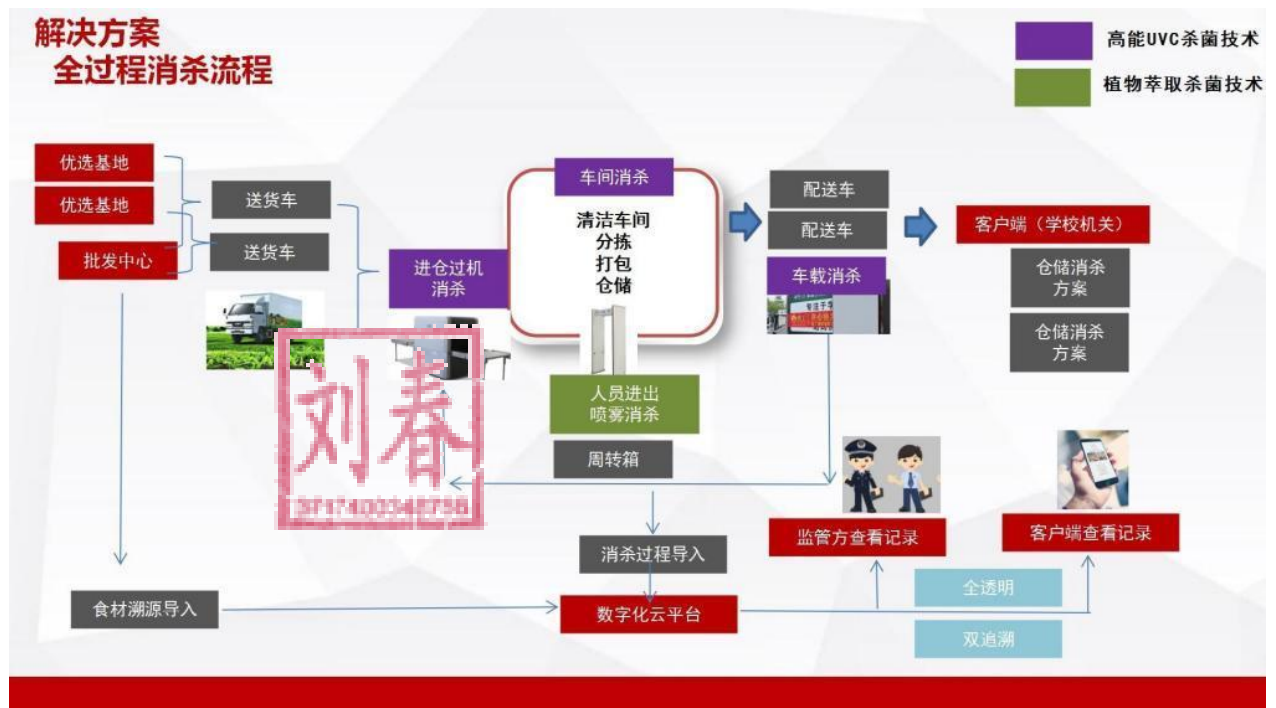 解决方案
全过程消杀流程
高能UVC杀菌技术
植物萃取杀菌技术
优选基地
优选基地
批发中心
送货车
送货车
进仓过机
消杀
车间消杀
清洁车间
分拣
打包
仓储
人员进出
喷雾消杀
周转箱
配送车
配送车
车载消杀
客户端（学校机关）
仓储消杀
方案
仓储消杀
方案
刘春
消杀过程导入
食材溯源导入
数字化云平台
监管方查看记录
客户端查看记录
全透明
双追溯